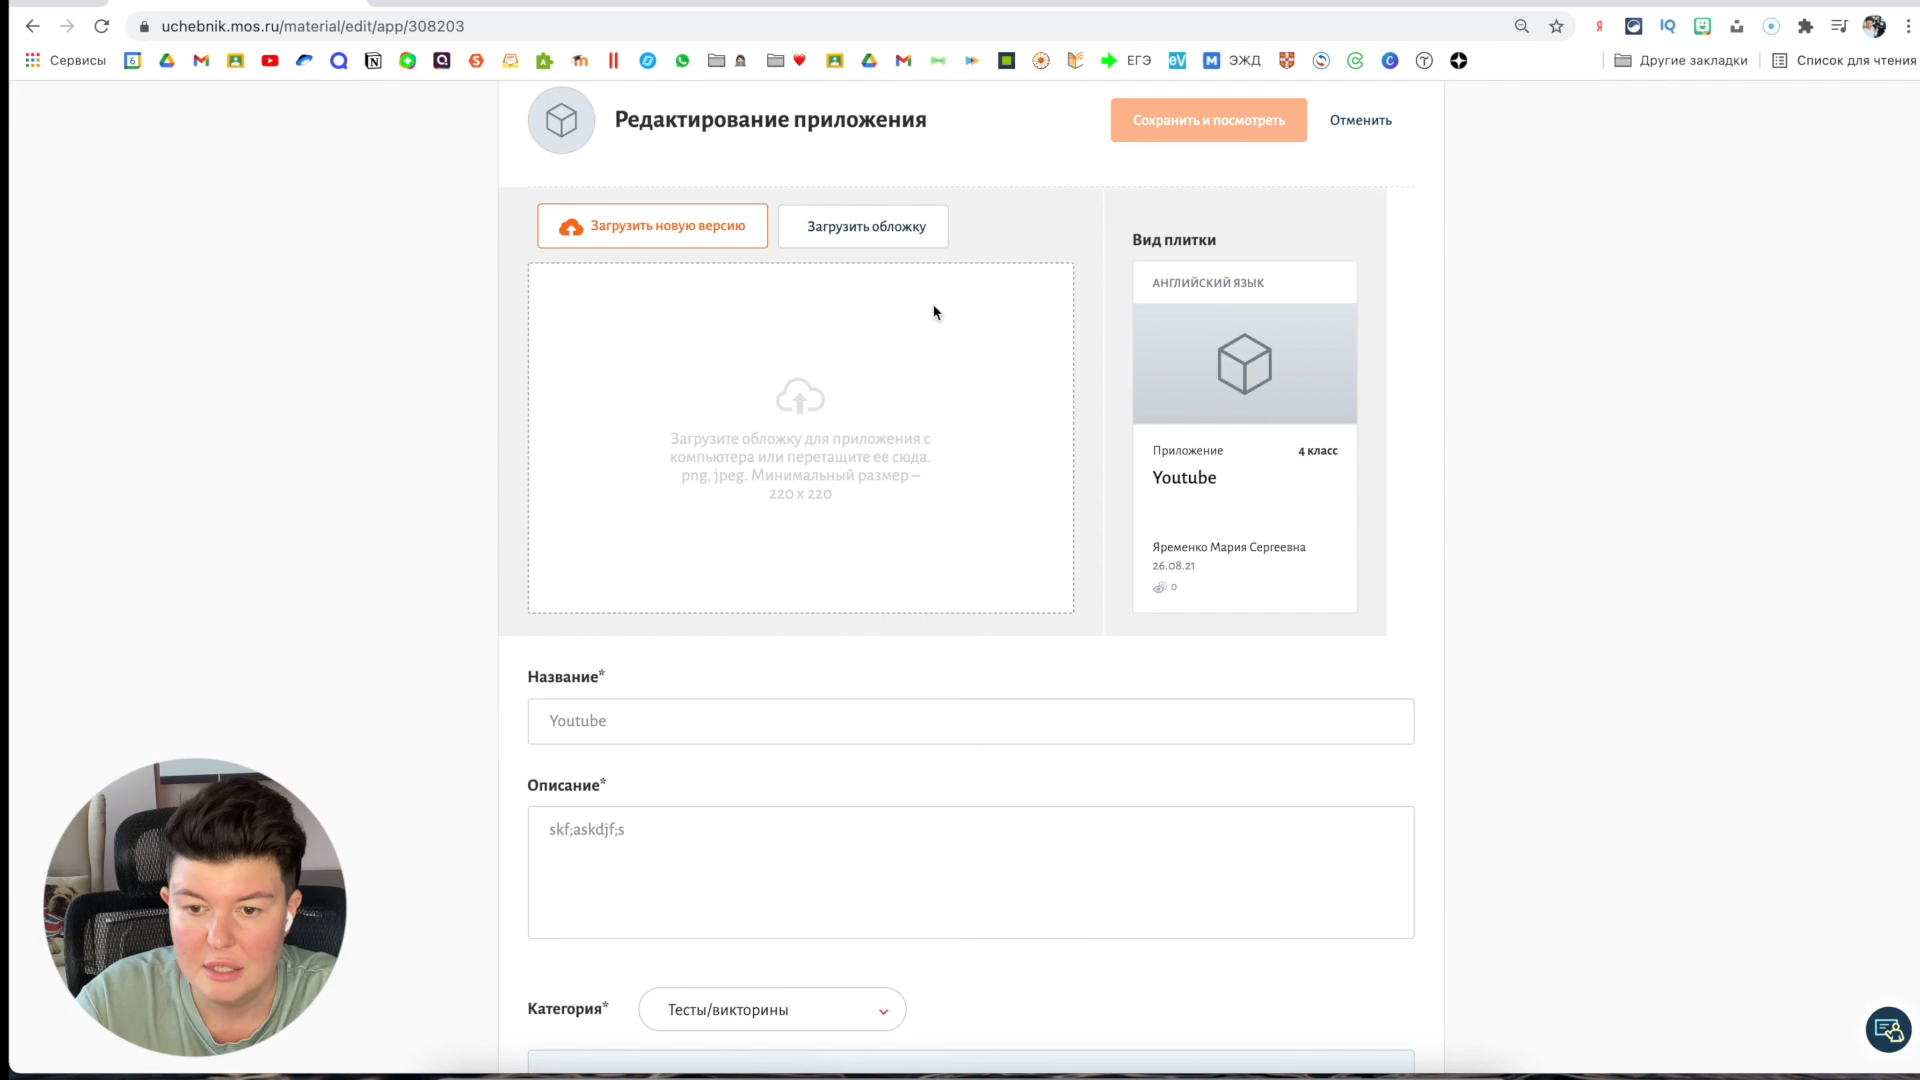 uchebnik.mos.ru/material/edit/app/308203
Сервисы
ЕГЭ
ЭЖД
Другие закладки
Список для чтения
Редактирование приложения
Сохранить и посмотреть
Отменить
Загрузить новую версию
Загрузить обложку
Загрузите обложку для приложения с
компьютера или перетащите ее сюда.
png, jpeg. Минимальный размер –
220 x 220
Вид плитки
АНГЛИЙСКИЙ ЯЗЫК
Приложение
4 класс
Youtube
Яременко Мария Сергеевна
26.08.21
0
Название*
Youtube
Описание*
skf;askdjf;s
Категория*
Тесты/викторины